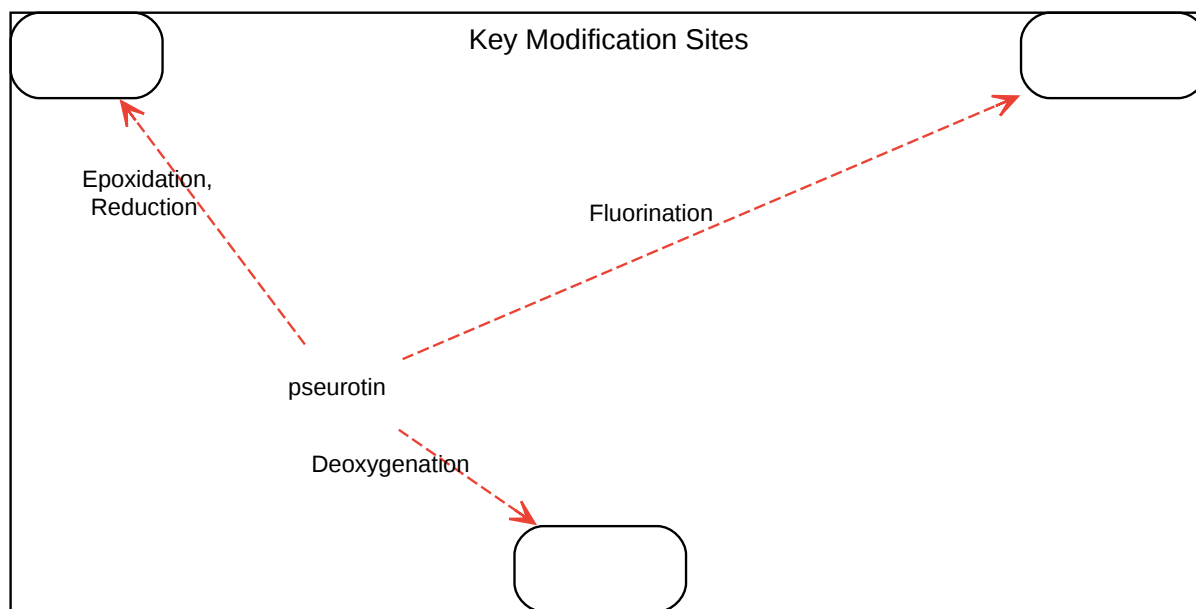 Key Modification Sites
Epoxidation,
Reduction
Fluorination
pseurotin
Deoxygenation